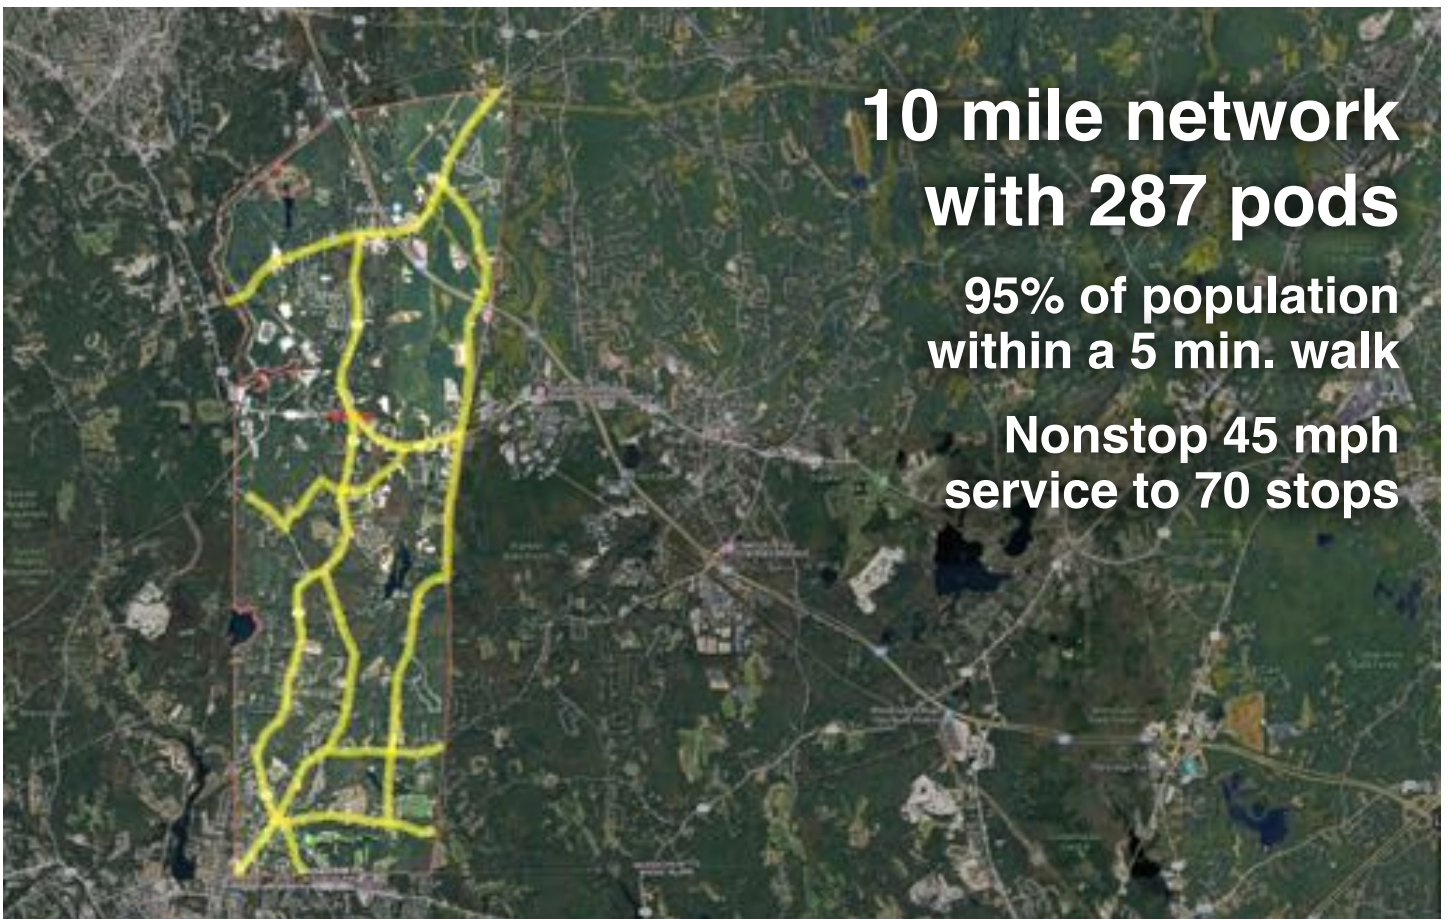 10 mile network
with 287 pods
95% of population
within a 5 min. walk
Nonstop 45 mph
service to 70 stops